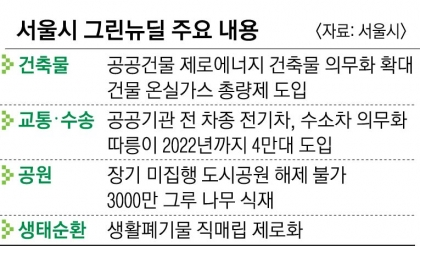 서울시 그린뉴딜 주요 내용 〈자료: 서울시〉
건축물 공공건물 제로에너지 건축물 의무화 확대
건물 온실가스 총량제 도입
교통·수송 공공기관 전 차종 전기차, 수소차 의무화
따릉이 2022년까지 4만대 도입
공원 장기 미집행 도시공원 해제 불가
3000만 그루 나무 식재
생태순환 생활폐기물 직매립 제로화